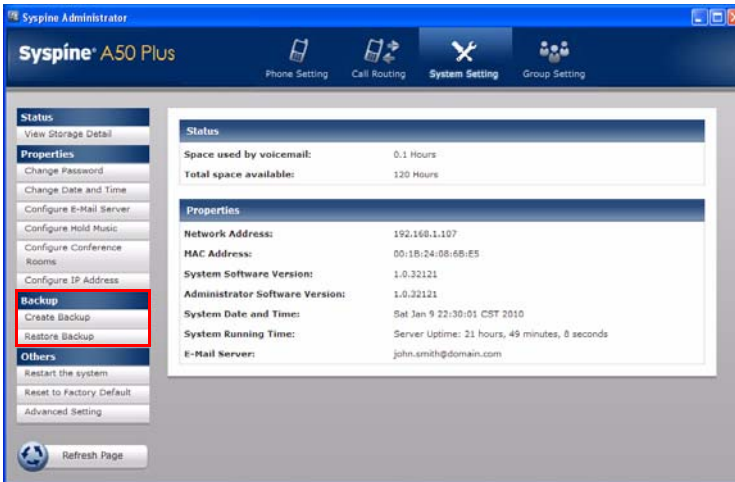 Syspine Administrator
Syspine® A50 Plus
Phone Setting
Call Routing
System Setting
Group Setting
Status
View Storage Detail
Properties
Change Password
Change Date and Time
Configure E-Mail Server
Configure Hold Music
Configure Conference
Rooms
Configure IP Address
Backup
Create Backup
Restore Backup
Others
Restart the system
Reset to Factory Default
Advanced Setting
Refresh Page
Status
Space used by voicemail: 0.1 Hours
Total space available: 120 Hours
Properties
Network Address: 192.168.1.107
MAC Address: 00:1B:24:08:6B:E5
System Software Version: 1.0.32121
Administrator Software Version: 1.0.32121
System Date and Time: Sat Jan 9 22:30:01 CST 2010
System Running Time: Server Uptime: 21 hours, 49 minutes, 8 seconds
E-Mail Server: john.smith@domain.com